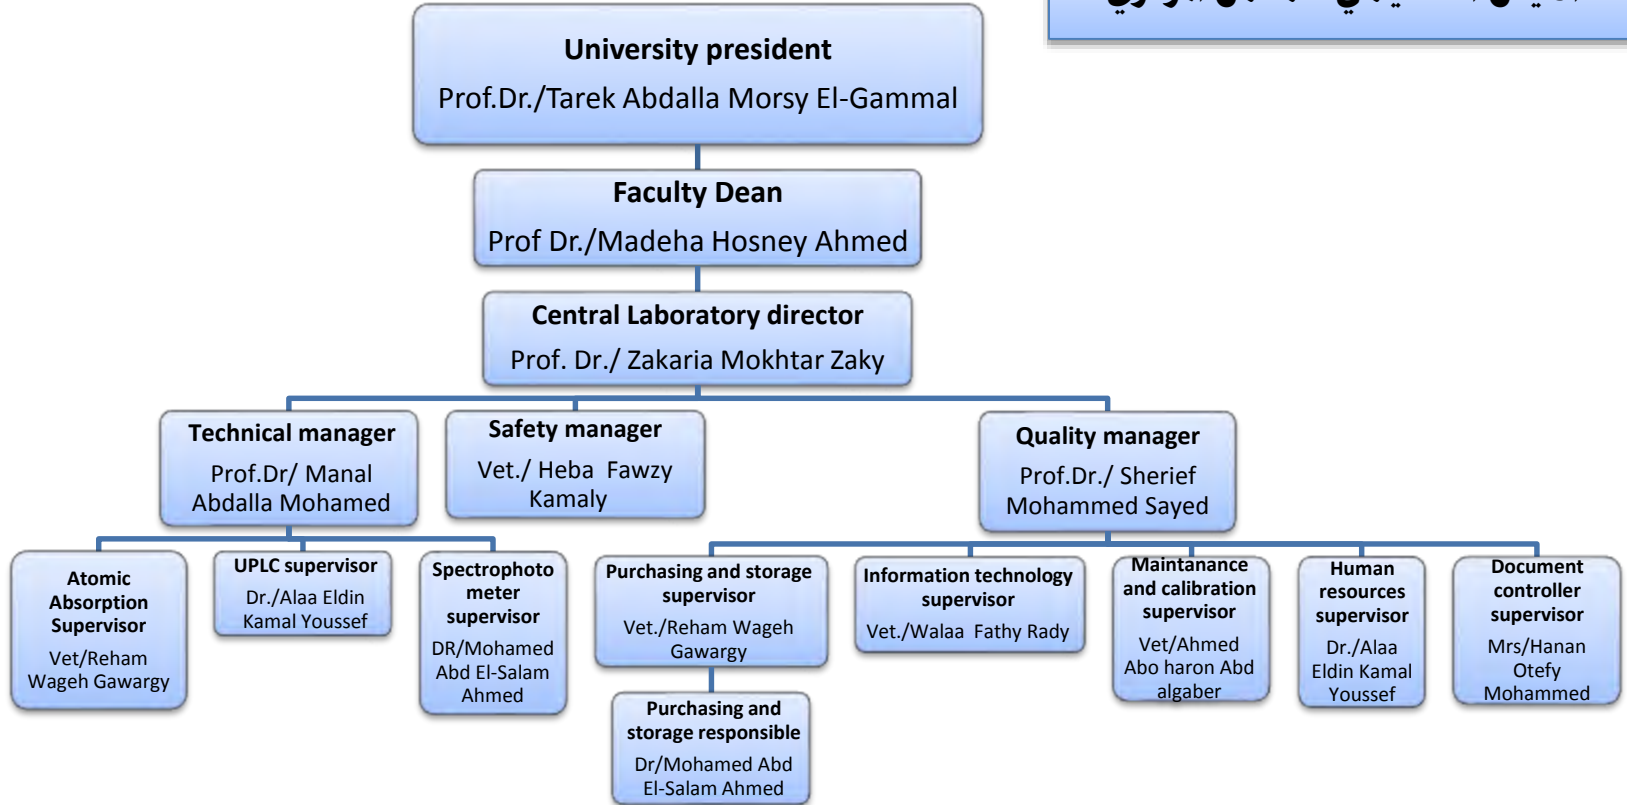 University president
Prof.Dr./Tarek Abdalla Morsy El-Gammal
Faculty Dean
Prof Dr./Madeha Hosney Ahmed
Central Laboratory director
Prof. Dr./ Zakaria Mokhtar Zaky
Technical manager
Prof.Dr/ Manal
Abdalla Mohamed
Safety manager
Vet./ Heba Fawzy
Kamaly
Quality manager
Prof.Dr./ Sherief
Mohammed Sayed
Atomic
Absorption
Supervisor
Vet/Reham
Wageh Gawargy
UPLC supervisor
Dr./Alaa Eldin
Kamal Youssef
Spectrophoto
meter
supervisor
DR/Mohamed
Abd El-Salam
Ahmed
Purchasing and storage
supervisor
Vet./Reham Wageh
Gawargy
Purchasing and
storage responsible
Dr/Mohamed Abd
El-Salam Ahmed
Information technology
supervisor
Vet./Walaa Fathy Rady
Maintanance
and calibration
supervisor
Vet/Ahmed
Abo haron Abd
algaber
Human
resources
supervisor
Dr./Alaa
Eldin Kamal
Youssef
Document
controller
supervisor
Mrs/Hanan
Otefy
Mohammed